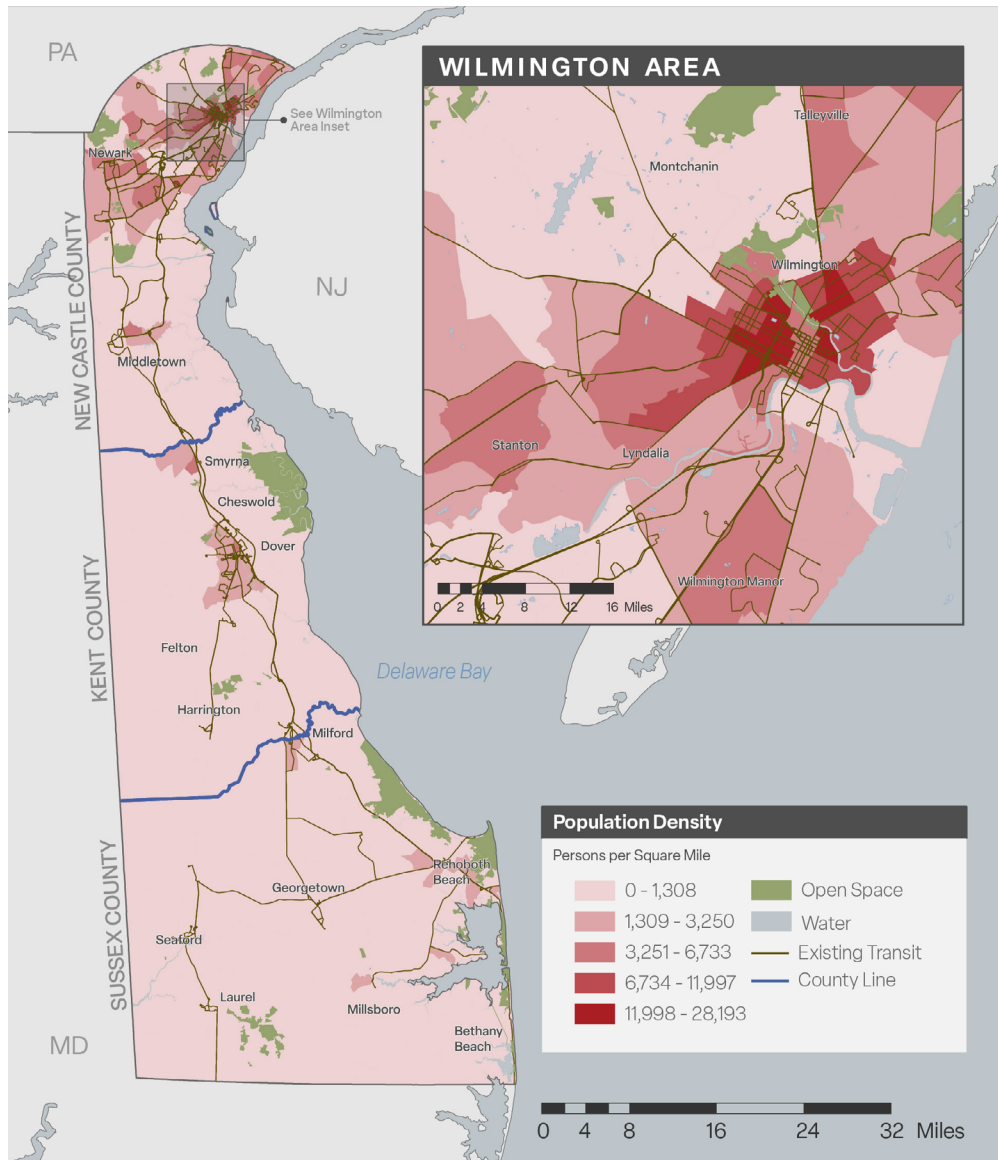 PA
WILMINGTON AREA
See Wilmington
Area Inset
Newark
NEW CASTLE COUNTY
NJ
Middletown
Smyrna
Cheswold
Dover
KENT COUNTY
Felton
Harrington
Milford
Delaware Bay
SUSSEX COUNTY
Rehoboth
Beach
Georgetown
Seaford
Laurel
Millsboro
Bethany
Beach
MD
Talleyville
Montchanin
Wilmington
Stanton
Lyndalia
Wilmington Manor
0 2 4 8 12 16 Miles
Population Density
Persons per Square Mile
0 - 1,308
1,309 - 3,250
3,251 - 6,733
6,734 - 11,997
11,998 - 28,193
Open Space
Water
Existing Transit
County Line
0 4 8 16 24 32 Miles